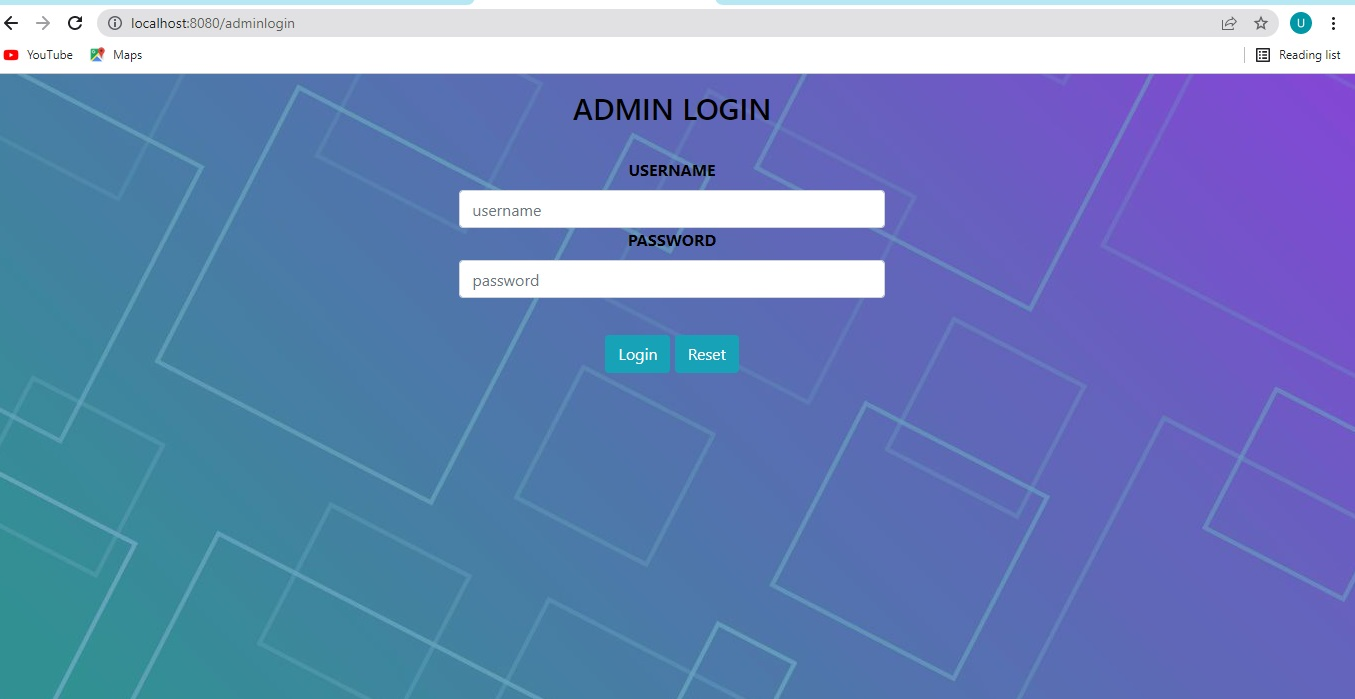 localhost:8080/adminlogin
U
YouTube Maps Reading list
ADMIN LOGIN
USERNAME
username
PASSWORD
password
Login Reset